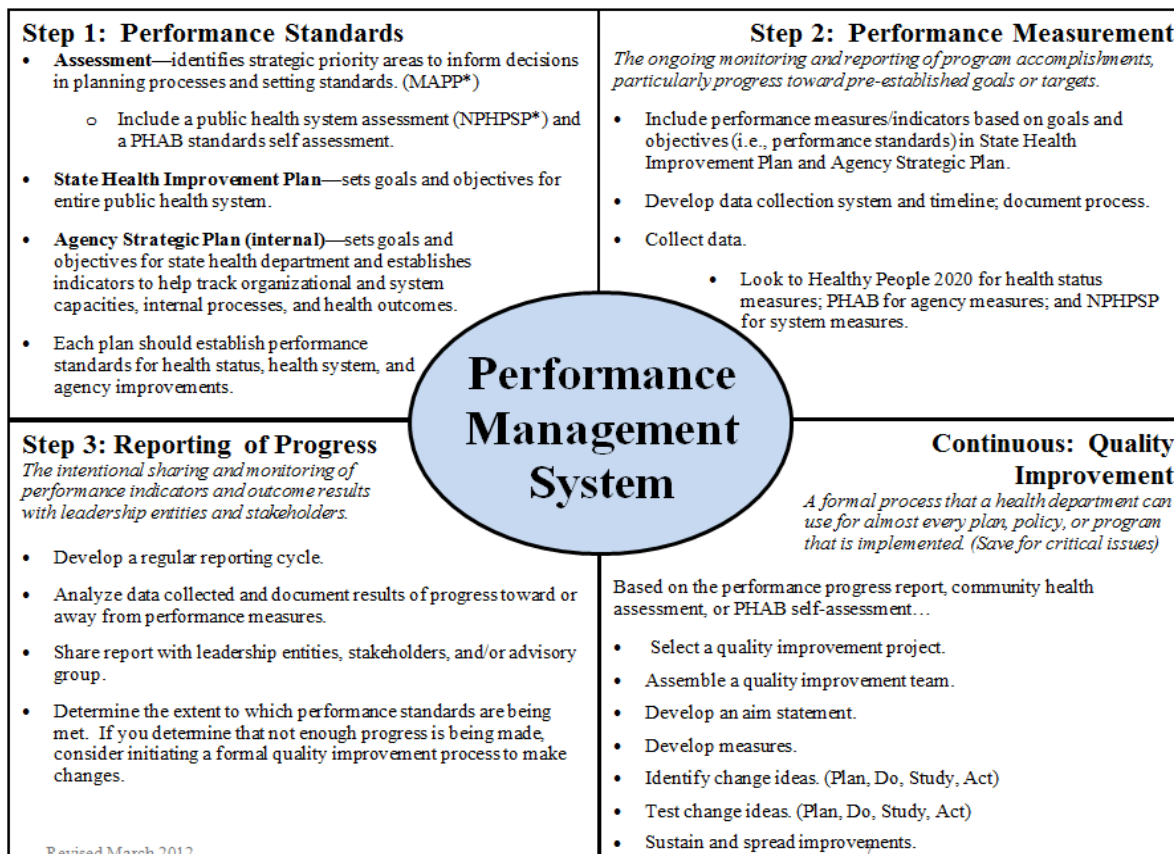 Step 1: Performance Standards
• Assessment—identifies strategic priority areas to inform decisions
in planning processes and setting standards. (MAPP*)
o Include a public health system assessment (NPHPSP*) and
a PHAB standards self assessment.
• State Health Improvement Plan—sets goals and objectives for
entire public health system.
• Agency Strategic Plan (internal)—sets goals and
objectives for state health department and establishes
indicators to help track organizational and system
capacities, internal processes, and health outcomes.
• Each plan should establish performance
standards for health status, health system, and
agency improvements.
Step 2: Performance Measurement
The ongoing monitoring and reporting of program accomplishments,
particularly progress toward pre-established goals or targets.
• Include performance measures/indicators based on goals and
objectives (i.e., performance standards) in State Health
Improvement Plan and Agency Strategic Plan.
• Develop data collection system and timeline; document process.
• Collect data.
• Look to Healthy People 2020 for health status
measures; PHAB for agency measures; and NPHPSP
for system measures.
Performance
Management
System
Step 3: Reporting of Progress
The intentional sharing and monitoring of
performance indicators and outcome results
with leadership entities and stakeholders.
• Develop a regular reporting cycle.
• Analyze data collected and document results of progress toward or
away from performance measures.
• Share report with leadership entities, stakeholders, and/or advisory
group.
• Determine the extent to which performance standards are being
met. If you determine that not enough progress is being made,
consider initiating a formal quality improvement process to make
changes.
Revised March 2012
Continuous: Quality
Improvement
A formal process that a health department can
use for almost every plan, policy, or program
that is implemented. (Save for critical issues)
Based on the performance progress report, community health
assessment, or PHAB self-assessment…
• Select a quality improvement project.
• Assemble a quality improvement team.
• Develop an aim statement.
• Develop measures.
• Identify change ideas. (Plan, Do, Study, Act)
• Test change ideas. (Plan, Do, Study, Act)
• Sustain and spread improvements.